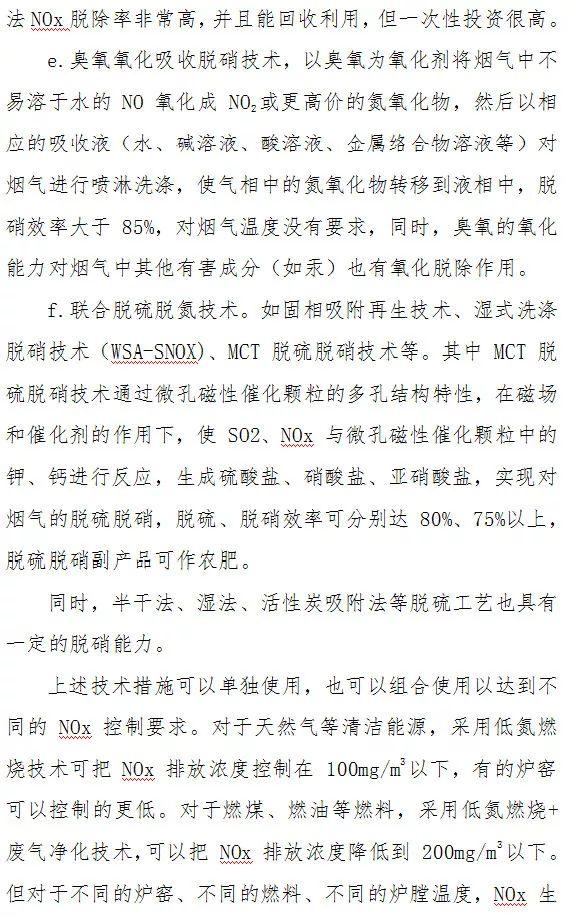 法 NOx 脱除率非常高，并且能回收利用，但一次性投资很高。
e.臭氧氧化吸收脱硝技术，以臭氧为氧化剂将烟气中不
易溶于水的 NO 氧化成 NO₂或更高价的氮氧化物，然后以相
应的吸收液（水、碱溶液、酸溶液、金属络合物溶液等）对
烟气进行喷淋洗涤，使气相中的氮氧化物转移到液相中，脱
硝效率大于 85%，对烟气温度没有要求，同时，臭氧的氧化
能力对烟气中其他有害成分（如汞）也有氧化脱除作用。
f.联合脱硫脱氮技术。如固相吸附再生技术、湿式洗涤
脱硝技术（WSA-SNOX）、MCT 脱硫脱硝技术等。其中 MCT 脱
硫脱硝技术通过微孔磁性催化颗粒的多孔结构特性，在磁场
和催化剂的作用下，使 SO2、NOx 与微孔磁性催化颗粒中的
钾、钙进行反应，生成硫酸盐、硝酸盐、亚硝酸盐，实现对
烟气的脱硫脱硝，脱硫、脱硝效率可分别达 80%、75%以上，
脱硫脱硝副产品可作农肥。
同时，半干法、湿法、活性炭吸附法等脱硫工艺也具有
一定的脱硝能力。
上述技术措施可以单独使用，也可以组合使用以达到不
同的 NOx 控制要求。对于天然气等清洁能源，采用低氮燃
烧技术可把 NOx 排放浓度控制在 100mg/m³以下，有的炉窑
可以控制的更低。对于燃煤、燃油等燃料，采用低氮燃烧+
废气净化技术，可以把 NOx 排放浓度降低到 200mg/m³以下。
但对于不同的炉窑、不同的燃料、不同的炉膛温度，NOx 生